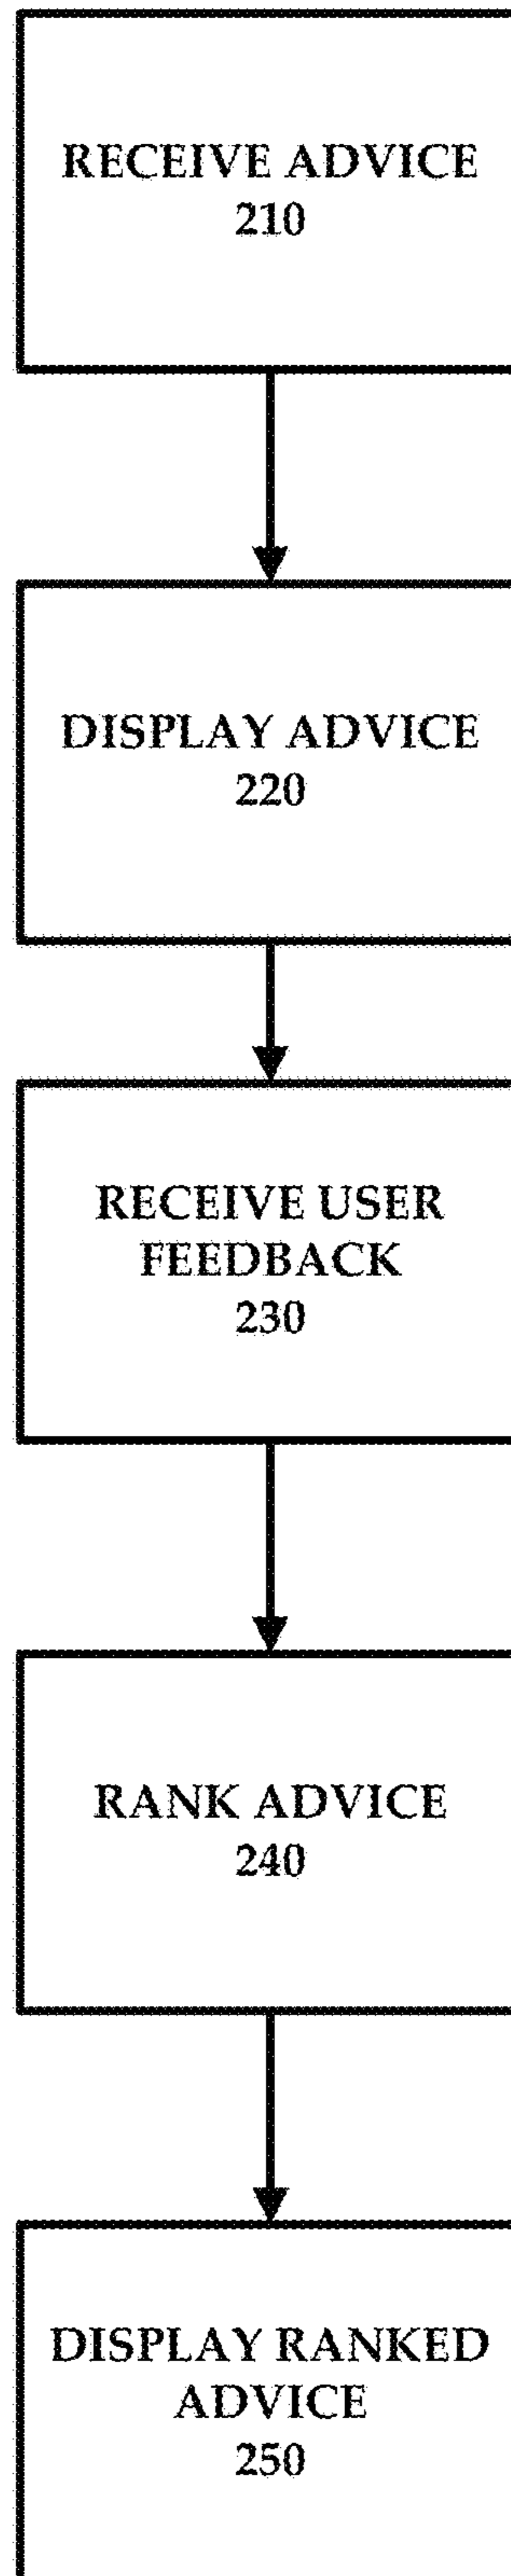 RECEIVE ADVICE
210
DISPLAY ADVICE
220
RECEIVE USER
FEEDBACK
230
RANK ADVICE
240
DISPLAY RANKED
ADVICE
250